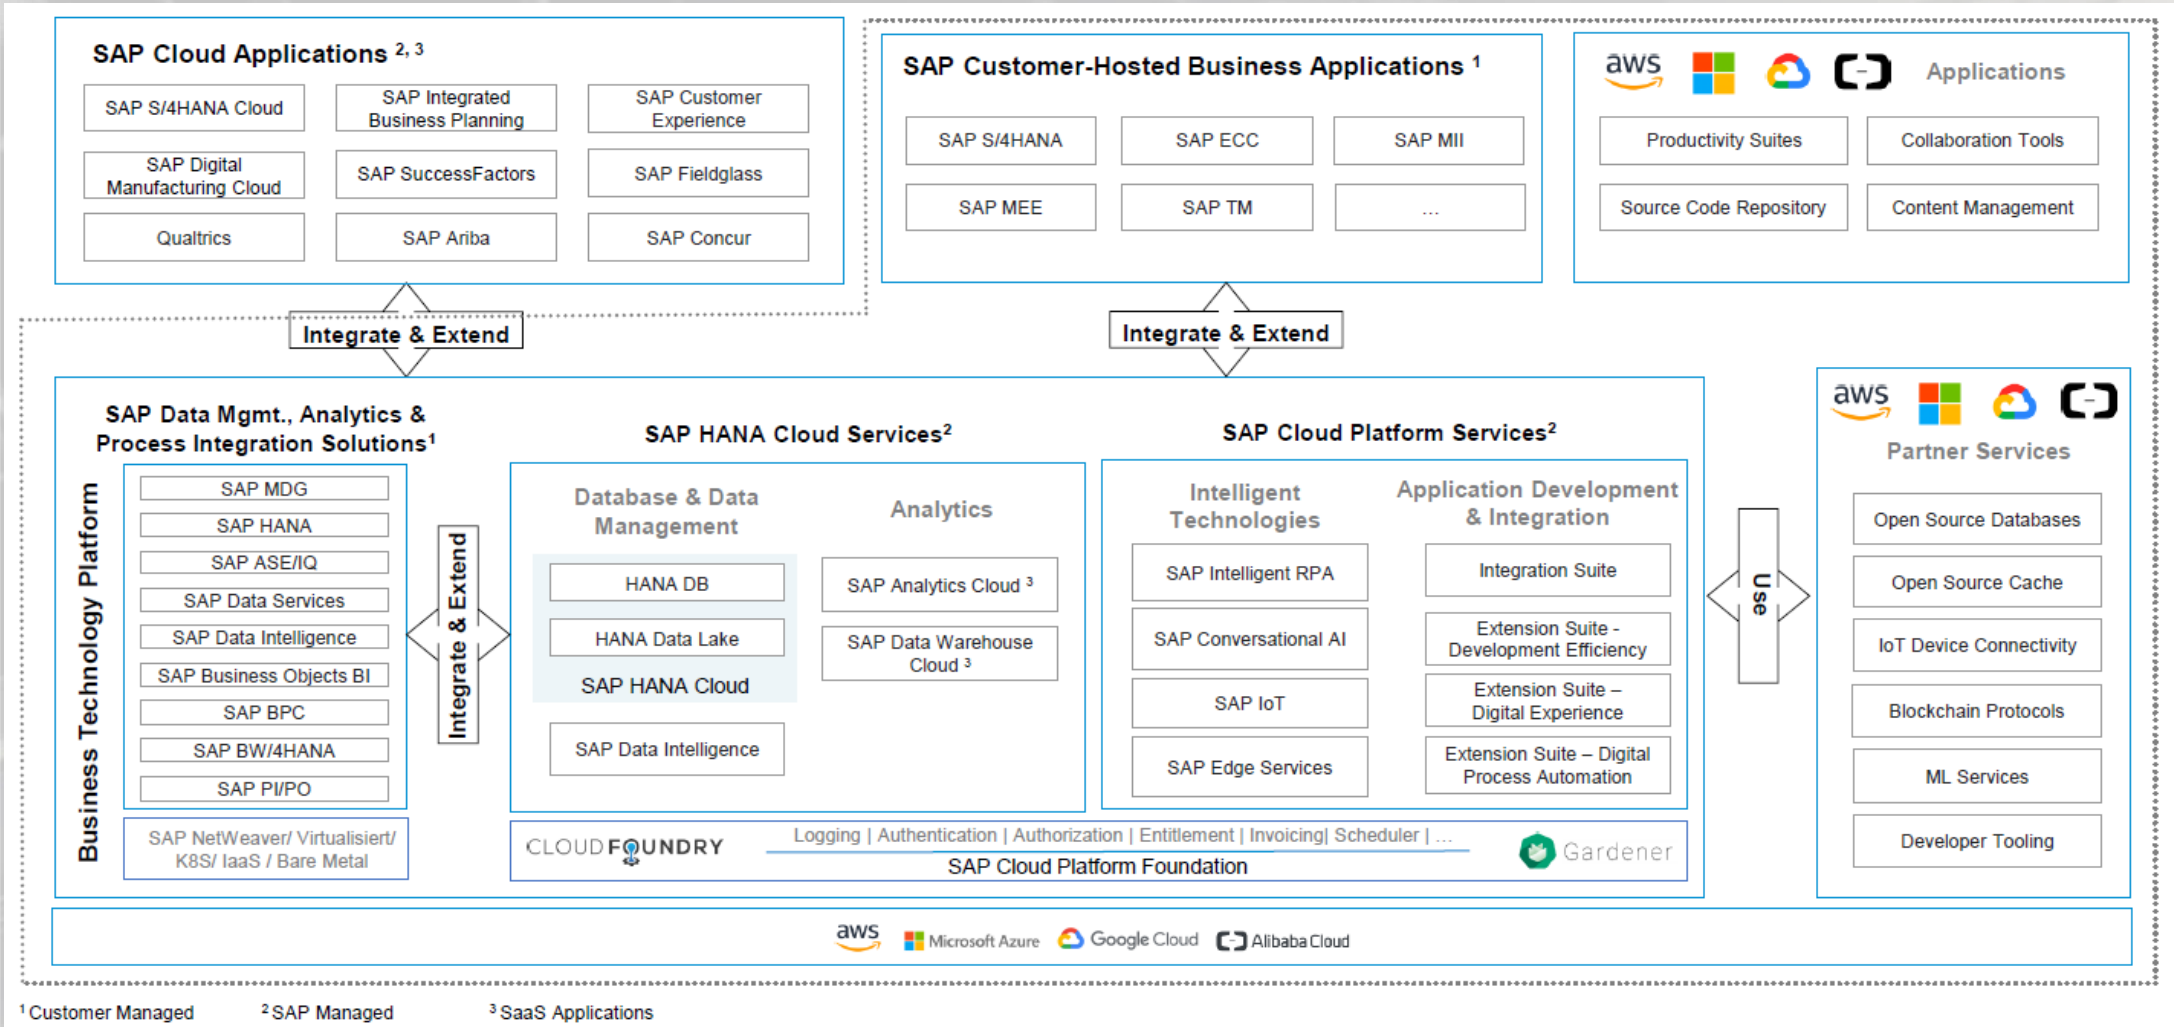 SAP Cloud Applications 2, 3
SAP S/4HANA Cloud
SAP Integrated
Business Planning
SAP Customer
Experience
SAP Digital
Manufacturing Cloud
SAP SuccessFactors
SAP Fieldglass
Qualtrics
SAP Ariba
SAP Concur
SAP Customer-Hosted Business Applications 1
SAP S/4HANA
SAP ECC
SAP MII
SAP MEE
SAP TM
...
aws
Applications
Productivity Suites
Collaboration Tools
Source Code Repository
Content Management
Integrate & Extend
Integrate & Extend
Business Technology Platform
SAP Data Mgmt., Analytics &
Process Integration Solutions1
SAP MDG
SAP HANA
SAP ASE/IQ
SAP Data Services
SAP Data Intelligence
SAP Business Objects BI
SAP BPC
SAP BW/4HANA
SAP PI/PO
SAP NetWeaver/ Virtualisiert/
K8S/ IaaS / Bare Metal
Integrate & Extend
SAP HANA Cloud Services2
Database & Data
Management
HANA DB
HANA Data Lake
SAP HANA Cloud
SAP Data Intelligence
Analytics
SAP Analytics Cloud 3
SAP Data Warehouse
Cloud 3
SAP Cloud Platform Services2
Intelligent
Technologies
SAP Intelligent RPA
SAP Conversational AI
SAP IoT
SAP Edge Services
Application Development
& Integration
Integration Suite
Extension Suite -
Development Efficiency
Extension Suite –
Digital Experience
Extension Suite – Digital
Process Automation
CLOUD FOUNDRY
Logging | Authentication | Authorization | Entitlement | Invoicing| Scheduler | ...
SAP Cloud Platform Foundation
Gardener
Use
aws
Partner Services
Open Source Databases
Open Source Cache
IoT Device Connectivity
Blockchain Protocols
ML Services
Developer Tooling
aws
Microsoft Azure
Google Cloud
Alibaba Cloud
1 Customer Managed
2 SAP Managed
3 SaaS Applications